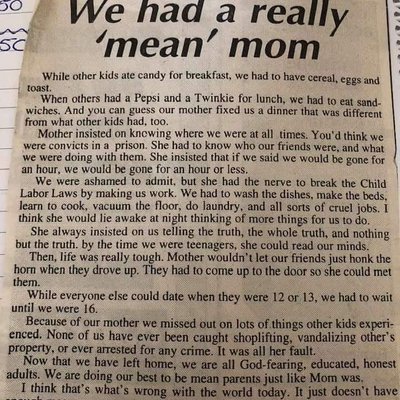 50
50
We had a really
'mean' mom
While other kids ate candy for breakfast, we had to have cereal, eggs and
toast.
When others had a Pepsi and a Twinkie for lunch, we had to eat sand-
wiches. And you can guess our mother fixed us a dinner that was different
from what other kids had, too.
Mother insisted on knowing where we were at all times. You'd think we
were convicts in a prison. She had to know who our friends were, and what
we were doing with them. She insisted that if we said we would be gone for
an hour, we would be gone for an hour or less.
We were ashamed to admit, but she had the nerve to break the Child
Labor Laws by making us work. We had to wash the dishes, make the beds,
learn to cook, vacuum the floor, do laundry, and all sorts of cruel jobs. I
think she would lie awake at night thinking of more things for us to do.
She always insisted on us telling the truth, the whole truth, and nothing
but the truth. by the time we were teenagers, she could read our minds.
Then, life was really tough. Mother wouldn't let our friends just honk the
horn when they drove up. They had to come up to the door so she could meet
them.
While everyone else could date when they were 12 or 13, we had to wait
until we were 16.
Because of our mother we missed out on lots of things other kids experi-
enced. None of us have ever been caught shoplifting, vandalizing other's
property, or ever arrested for any crime. It was all her fault.
Now that we have left home, we are all God-fearing, educated, honest
adults. We are doing our best to be mean parents just like Mom was.
I think that's what's wrong with the world today. It just doesn't have